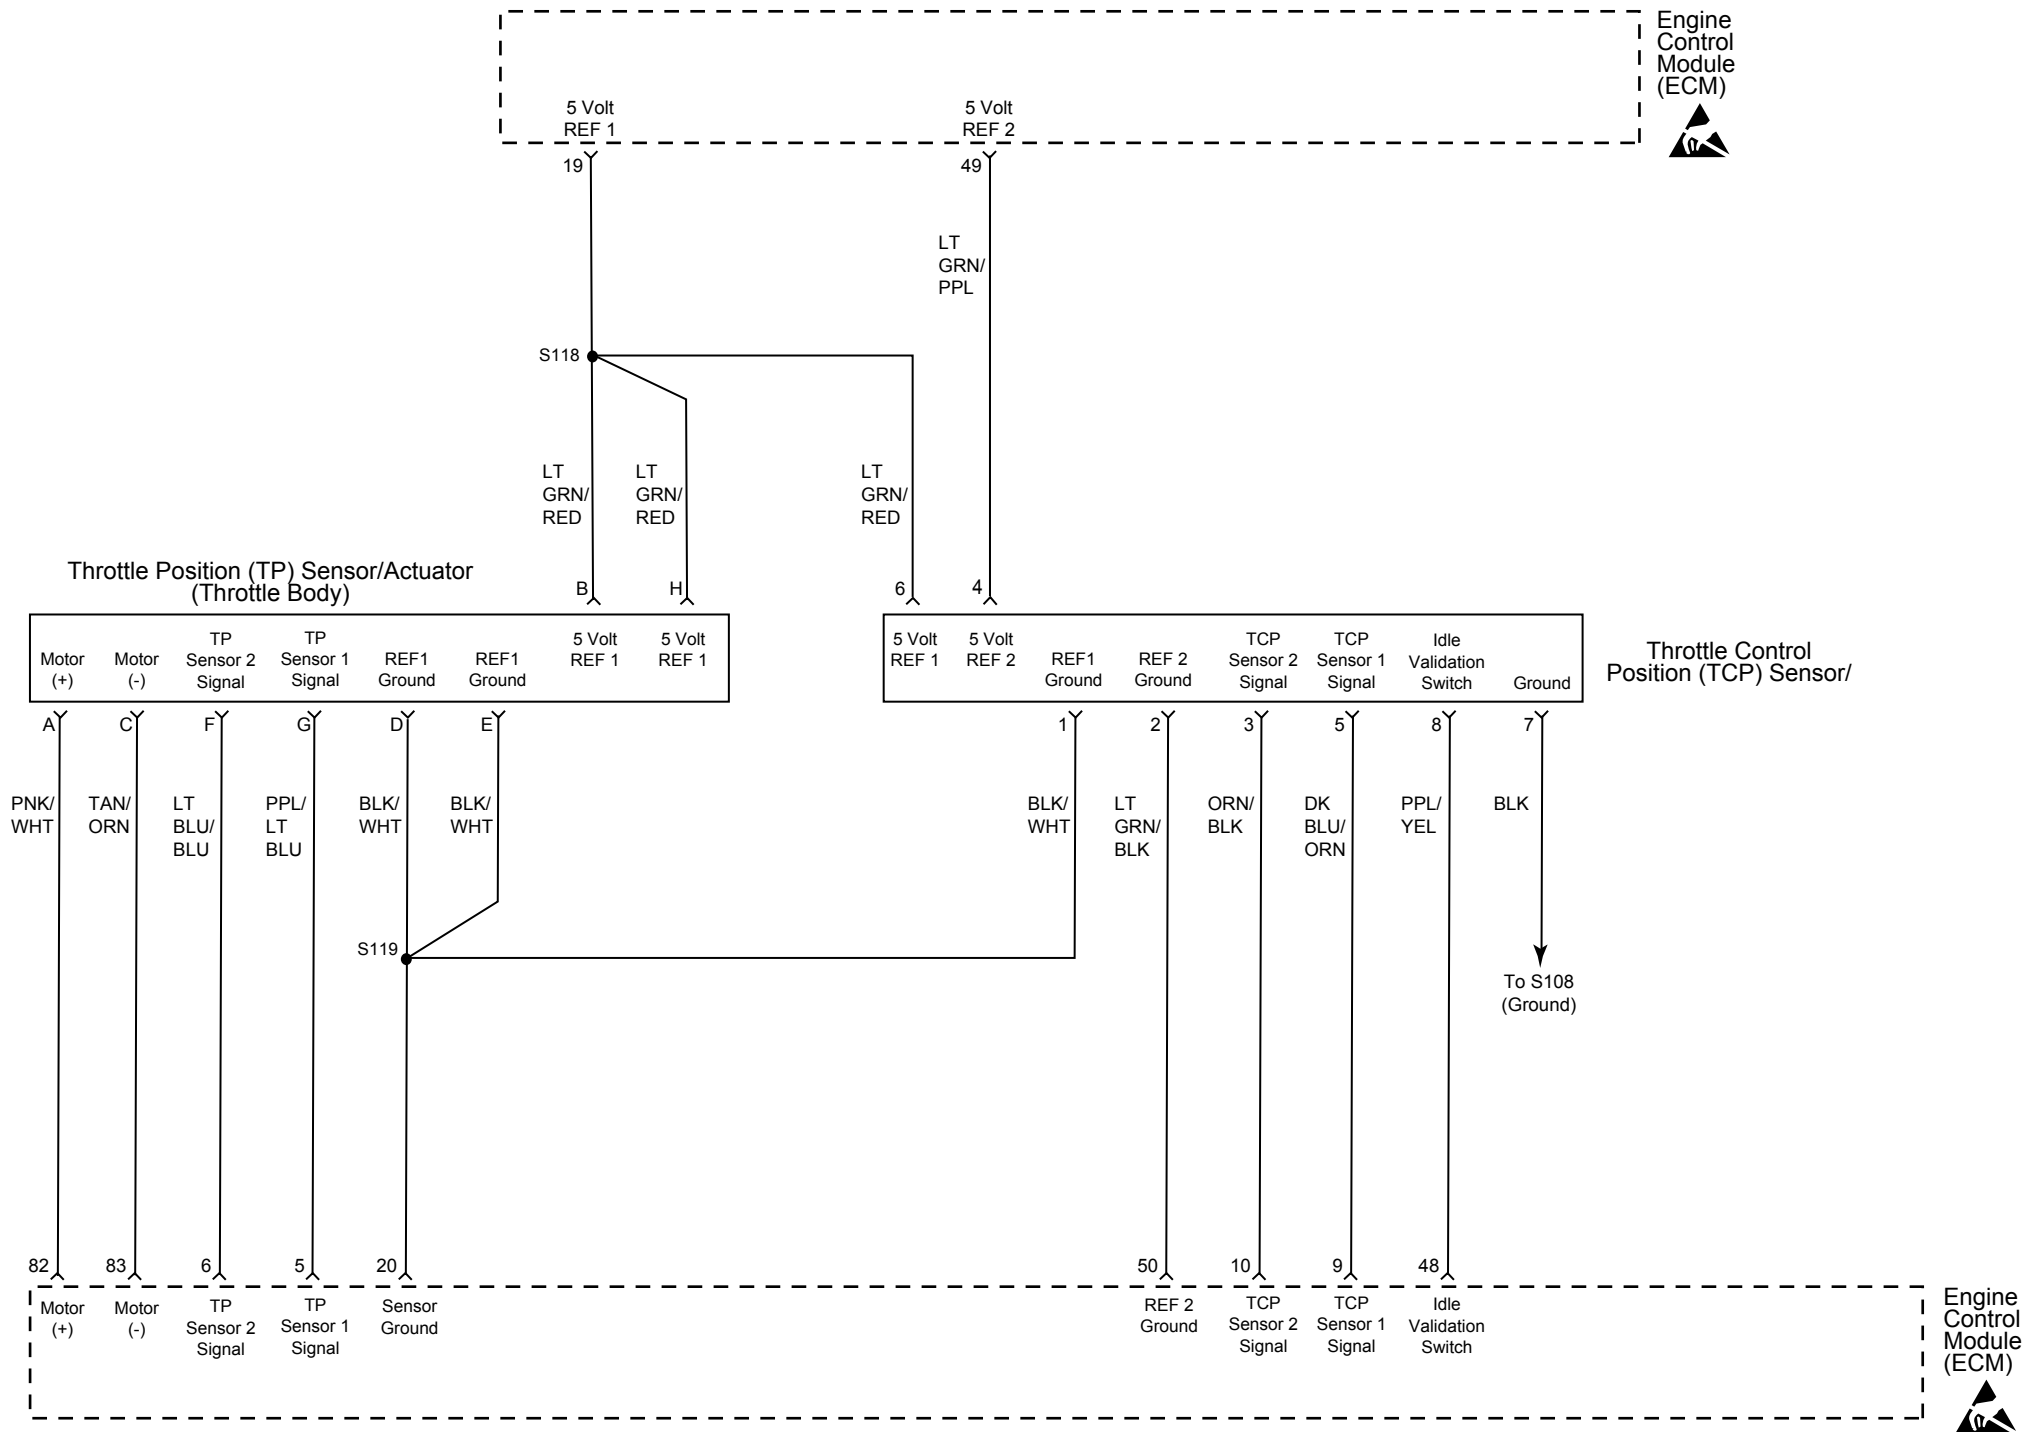 Engine
Control
Module
(ECM)
5 Volt
REF 1
5 Volt
REF 2
19
49
LT
GRN/
PPL
S118
LT
GRN/
RED
LT
GRN/
RED
LT
GRN/
RED
Throttle Position (TP) Sensor/Actuator
(Throttle Body)
B
H
6
4
Motor
(+)
Motor
(-)
TP
Sensor 2
Signal
TP
Sensor 1
Signal
REF1
Ground
REF1
Ground
5 Volt
REF 1
5 Volt
REF 1
5 Volt
REF 1
5 Volt
REF 2
REF1
Ground
REF 2
Ground
TCP
Sensor 2
Signal
TCP
Sensor 1
Signal
Idle
Validation
Switch
Ground
Throttle Control
Position (TCP) Sensor/
A
C
F
G
D
E
1
2
3
5
8
7
PNK/
WHT
TAN/
ORN
LT
BLU/
BLU
PPL/
LT
BLU
BLK/
WHT
BLK/
WHT
BLK/
WHT
LT
GRN/
BLK
ORN/
BLK
DK
BLU/
ORN
PPL/
YEL
BLK
S119
To S108
(Ground)
82
83
6
5
20
50
10
9
48
Motor
(+)
Motor
(-)
TP
Sensor 2
Signal
TP
Sensor 1
Signal
Sensor
Ground
REF 2
Ground
TCP
Sensor 2
Signal
TCP
Sensor 1
Signal
Idle
Validation
Switch
Engine
Control
Module
(ECM)